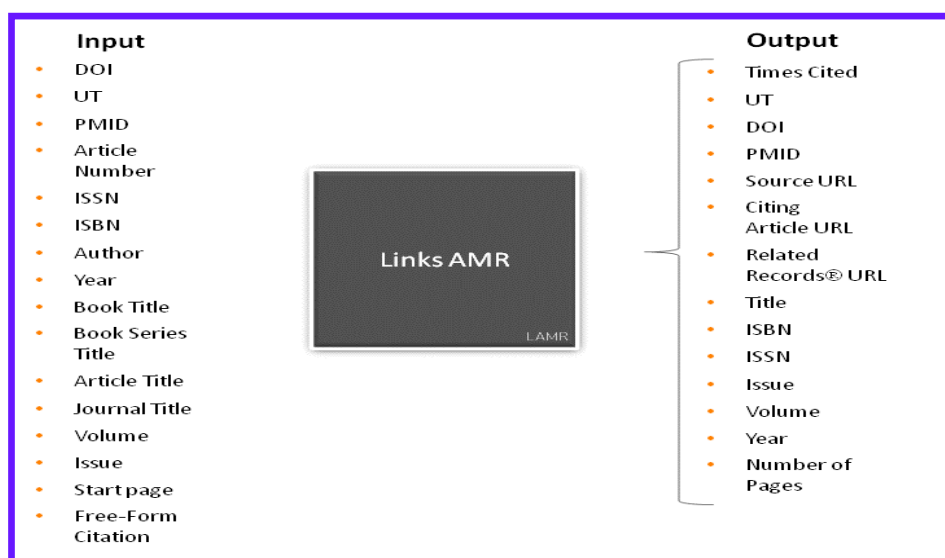 Input
DOI
UT
PMID
Article
Number
ISSN
ISBN
Author
Year
Book Title
Book Series
Title
Article Title
Journal Title
Volume
Issue
Start page
Free-Form
Citation
Links AMR
LAMR
Output
Times Cited
UT
DOI
PMID
Source URL
Citing
Article URL
Related
Records® URL
Title
ISBN
ISSN
Issue
Volume
Year
Number of
Pages